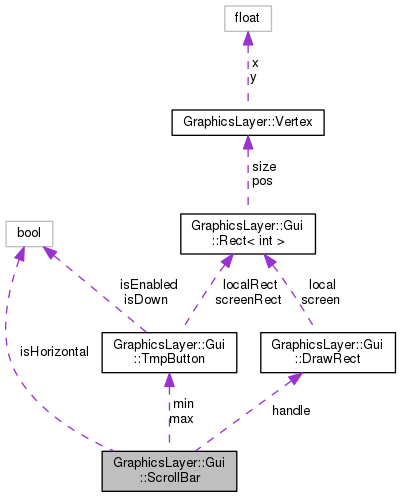 float
x
y
GraphicsLayer::Vertex
size
pos
GraphicsLayer::Gui
::Rect< int >
bool
isEnabled
isDown
localRect
screenRect
local
screen
isHorizontal
GraphicsLayer::Gui
::TmpButton
GraphicsLayer::Gui
::DrawRect
min
max
handle
GraphicsLayer::Gui
::ScrollBar